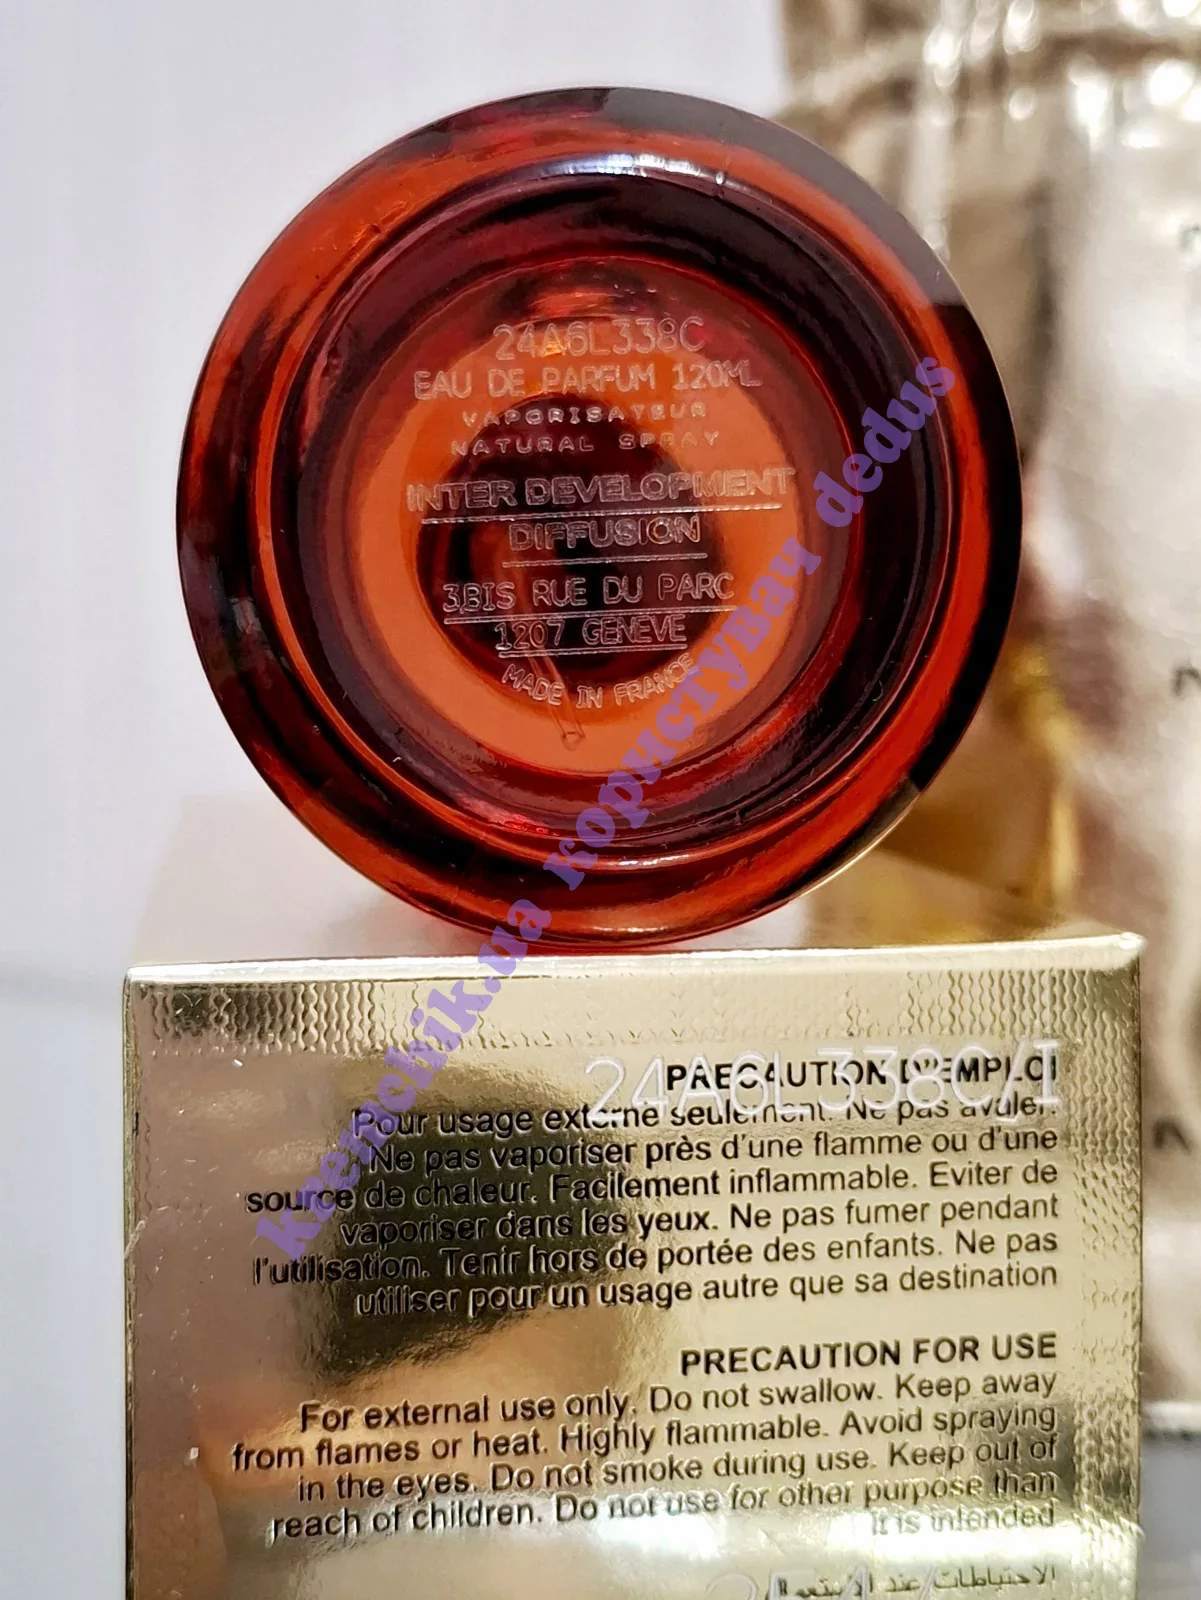 24A6L338C
EAU DE PARFUM 120ML
VAPORISATEUR
NATURAL SPRAY
INTER DEVELOPMENT
DIFFUSION
3BIS RUE DU PARC
1207 GENEVE
MADE IN FRANCE
kremchik.ua користувач dedus
24A6L338C/I
PRECAUTION D'EMPLOI
Pour usage externe seulement. Ne pas avaler.
Ne pas vaporiser près d'une flamme ou d'une
source de chaleur. Facilement inflammable. Eviter de
vaporiser dans les yeux. Ne pas fumer pendant
l'utilisation. Tenir hors de portée des enfants. Ne pas
utiliser pour un usage autre que sa destination
PRECAUTION FOR USE
For external use only. Do not swallow. Keep away
from flames or heat. Highly flammable. Avoid spraying
in the eyes. Do not smoke during use. Keep out of
reach of children. Do not use for other purpose than
it is intended
الاحتياطات عند